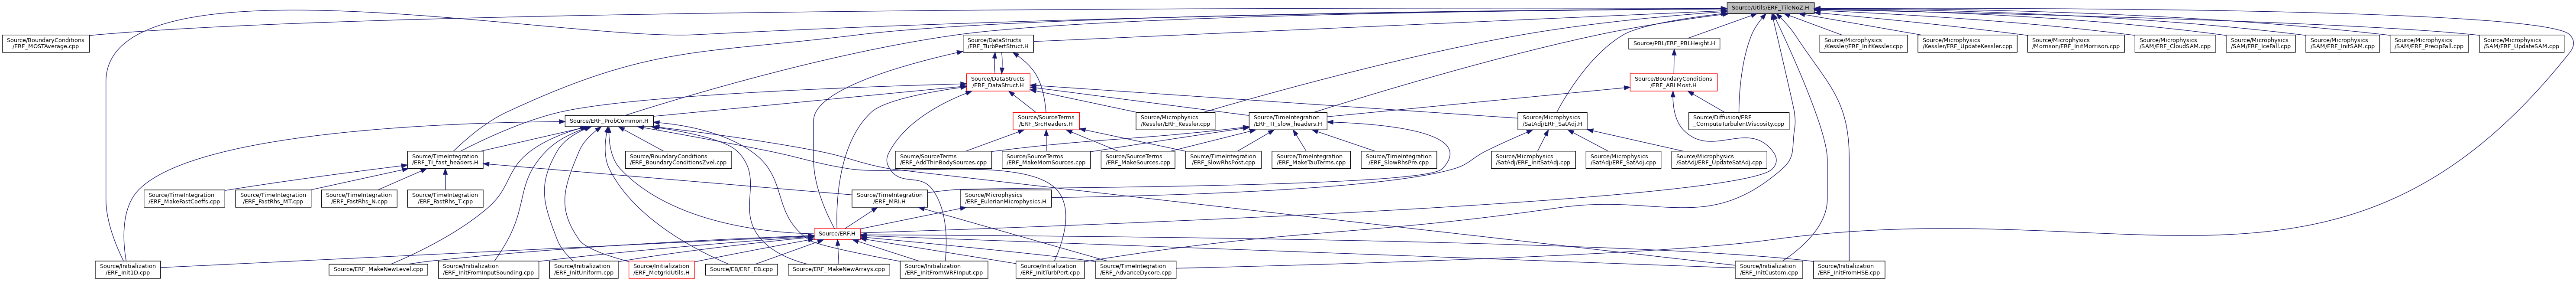 Source/Utils/ERF_TileNoZ.H
Source/BoundaryConditions
/ERF_MOSTAverage.cpp
Source/DataStructs
/ERF_TurbPertStruct.H
Source/PBL/ERF_PBLHeight.H
Source/Microphysics
/Kessler/ERF_InitKessler.cpp
Source/Microphysics
/Kessler/ERF_UpdateKessler.cpp
Source/Microphysics
/Morrison/ERF_InitMorrison.cpp
Source/Microphysics
/SAM/ERF_CloudSAM.cpp
Source/Microphysics
/SAM/ERF_IceFall.cpp
Source/Microphysics
/SAM/ERF_InitSAM.cpp
Source/Microphysics
/SAM/ERF_PrecipFall.cpp
Source/Microphysics
/SAM/ERF_UpdateSAM.cpp
Source/DataStructs
/ERF_DataStruct.H
Source/BoundaryConditions
/ERF_ABLMost.H
Source/ERF_ProbCommon.H
Source/SourceTerms
/ERF_SrcHeaders.H
Source/Microphysics
/Kessler/ERF_Kessler.cpp
Source/TimeIntegration
/ERF_TI_slow_headers.H
Source/Microphysics
/SatAdj/ERF_SatAdj.H
Source/Diffusion/ERF
_ComputeTurbulentViscosity.cpp
Source/TimeIntegration
/ERF_TI_fast_headers.H
Source/BoundaryConditions
/ERF_BoundaryConditionsZvel.cpp
Source/SourceTerms
/ERF_AddThinBodySources.cpp
Source/SourceTerms
/ERF_MakeMomSources.cpp
Source/SourceTerms
/ERF_MakeSources.cpp
Source/TimeIntegration
/ERF_SlowRhsPost.cpp
Source/TimeIntegration
/ERF_MakeTauTerms.cpp
Source/TimeIntegration
/ERF_SlowRhsPre.cpp
Source/Microphysics
/SatAdj/ERF_InitSatAdj.cpp
Source/Microphysics
/SatAdj/ERF_SatAdj.cpp
Source/Microphysics
/SatAdj/ERF_UpdateSatAdj.cpp
Source/TimeIntegration
/ERF_MakeFastCoeffs.cpp
Source/TimeIntegration
/ERF_FastRhs_MT.cpp
Source/TimeIntegration
/ERF_FastRhs_N.cpp
Source/TimeIntegration
/ERF_FastRhs_T.cpp
Source/TimeIntegration
/ERF_MRI.H
Source/Microphysics
/ERF_EulerianMicrophysics.H
Source/ERF.H
Source/Initialization
/ERF_Init1D.cpp
Source/ERF_MakeNewLevel.cpp
Source/Initialization
/ERF_InitFromInputSounding.cpp
Source/Initialization
/ERF_InitUniform.cpp
Source/Initialization
/ERF_MetgridUtils.H
Source/EB/ERF_EB.cpp
Source/ERF_MakeNewArrays.cpp
Source/Initialization
/ERF_InitFromWRFInput.cpp
Source/Initialization
/ERF_InitTurbPert.cpp
Source/TimeIntegration
/ERF_AdvanceDycore.cpp
Source/Initialization
/ERF_InitCustom.cpp
Source/Initialization
/ERF_InitFromHSE.cpp